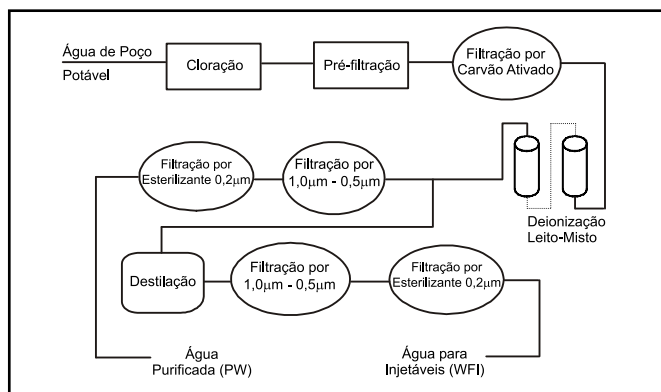 Água de Poço
Potável
Cloração
Pré-filtração
Filtração por
Carvão Ativado
Filtração por
Esterilizante 0,2μm
Filtração por
1,0μm - 0,5μm
Deionização
Leito-Misto
Destilação
Filtração por
1,0μm - 0,5μm
Filtração por
Esterilizante 0,2μm
Água
Purificada (PW)
Água para
Injetáveis (WFI)